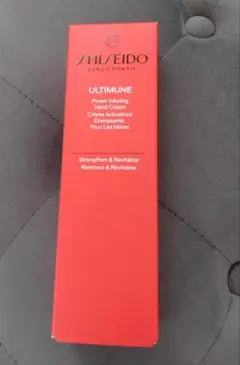 SHISEIDO
GINZA TOKYO
ULTIMUNE
Power Infusing
Hand Cream
Crème Activatrice
Énergisante
Pour Les Mains
Strengthen & Revitalize
Renforce & Revitalise